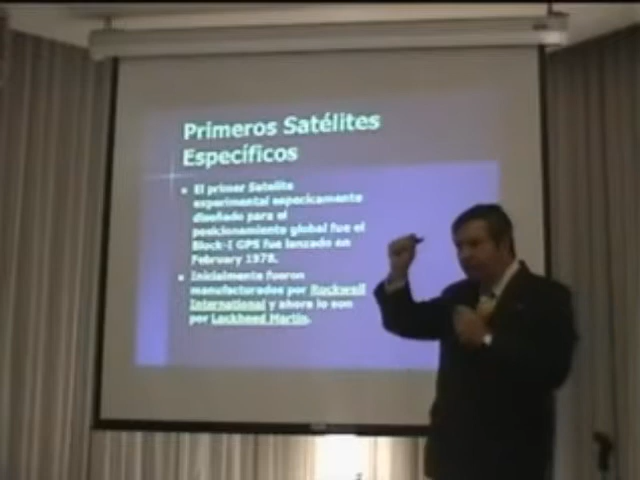 Primeros Satélites
Específicos
El primer Satelite
experimental especicamente
diseñado para el
posicionamiento global fue el
Block-I GPS fue lanzado en
February 1978.
Inicialmente fueron
manufacturados por Rockwell
International y ahora lo son
por Lockheed Martin.